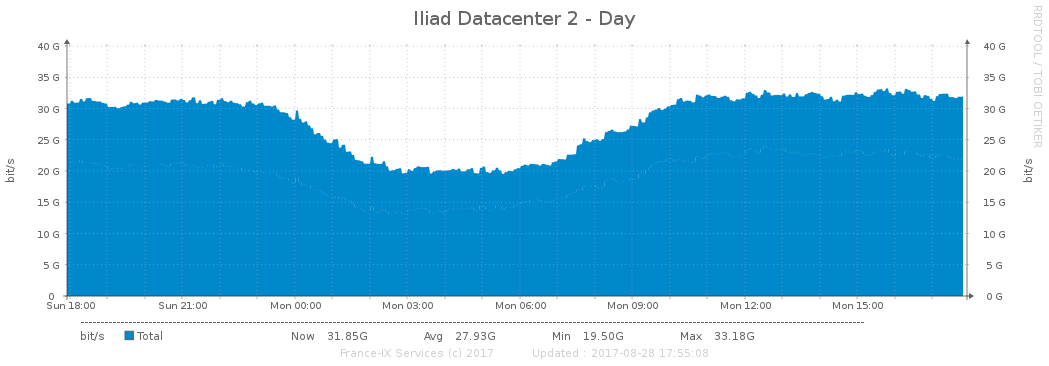 Iliad Datacenter 2 - Day
RRDTOOL / TOBI OETIKER
bit/s
40 G 40 G
35 G 35 G
30 G 30 G
25 G 25 G
20 G 20 G
15 G 15 G
10 G 10 G
5 G 5 G
0 0 G
bit/s
Sun 18:00 Sun 21:00 Mon 00:00 Mon 03:00 Mon 06:00 Mon 09:00 Mon 12:00 Mon 15:00
bit/s Total Now 31.85G Avg 27.93G Min 19.50G Max 33.18G
France-IX Services (c) 2017 Updated : 2017-08-28 17:55:08